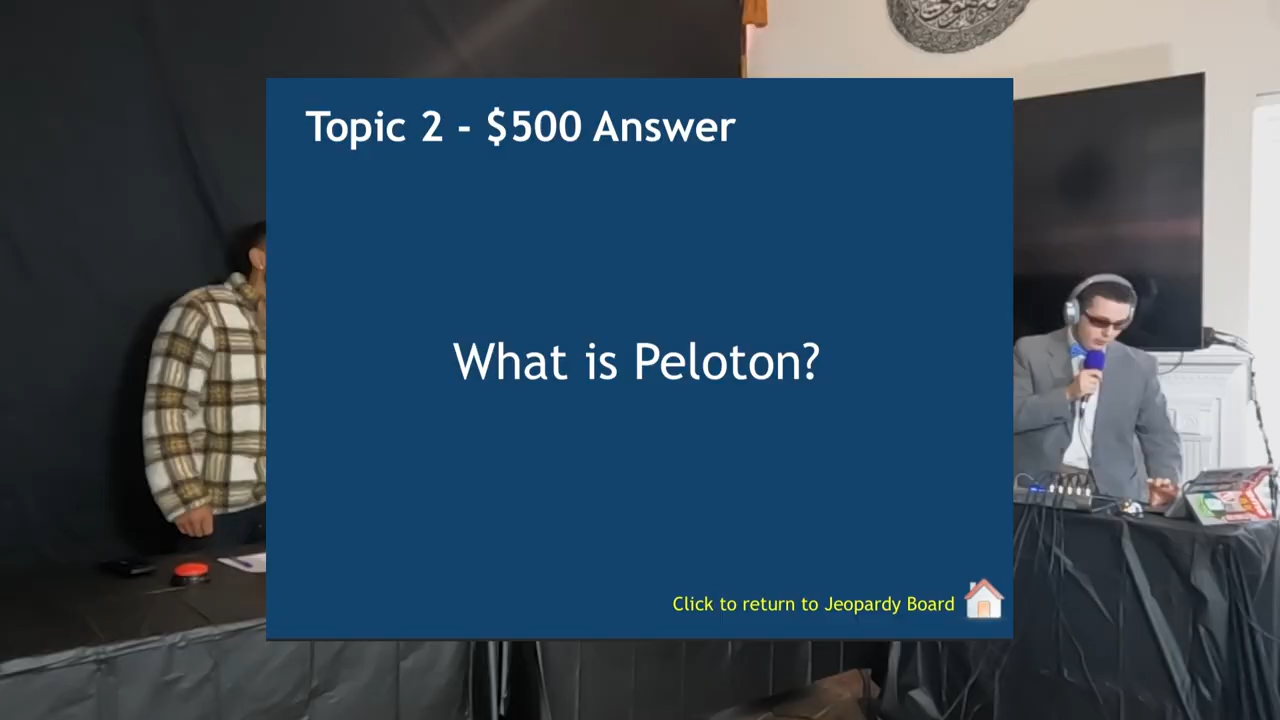 Topic 2 - $500 Answer
What is Peloton?
Click to return to Jeopardy Board